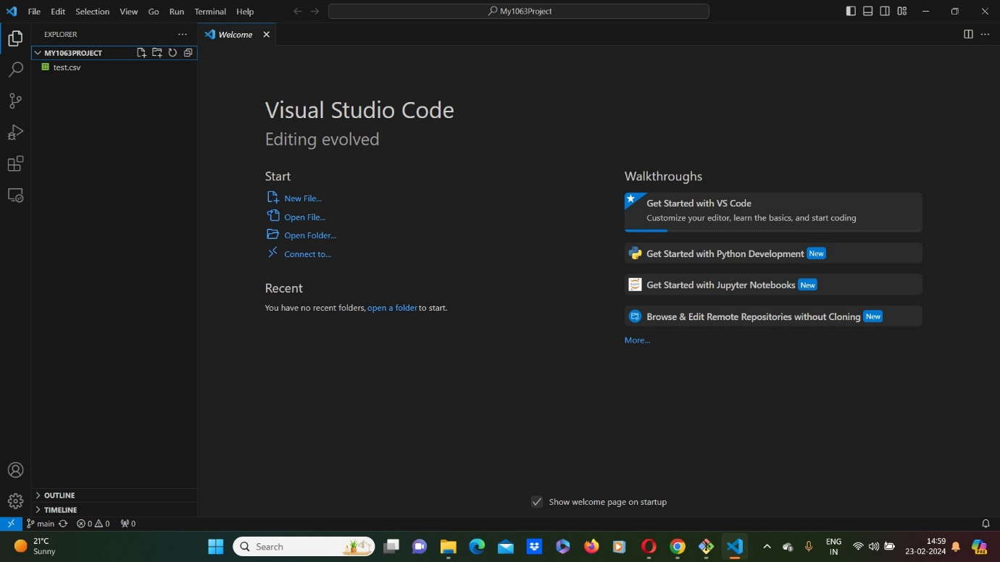 File Edit Selection View Go Run Terminal Help
My1063Project
EXPLORER
Welcome
MY1063PROJECT
test.csv
Visual Studio Code
Editing evolved
Start
New File...
Open File...
Open Folder...
Connect to...
Recent
You have no recent folders, open a folder to start.
Walkthroughs
Get Started with VS Code
Customize your editor, learn the basics, and start coding
Get Started with Python Development New
Get Started with Jupyter Notebooks New
Browse & Edit Remote Repositories without Cloning New
More...
Show welcome page on startup
OUTLINE
TIMELINE
main 0 0 0
21°C
Sunny
Search
ENG
IN
14:59
23-02-2024
PRE